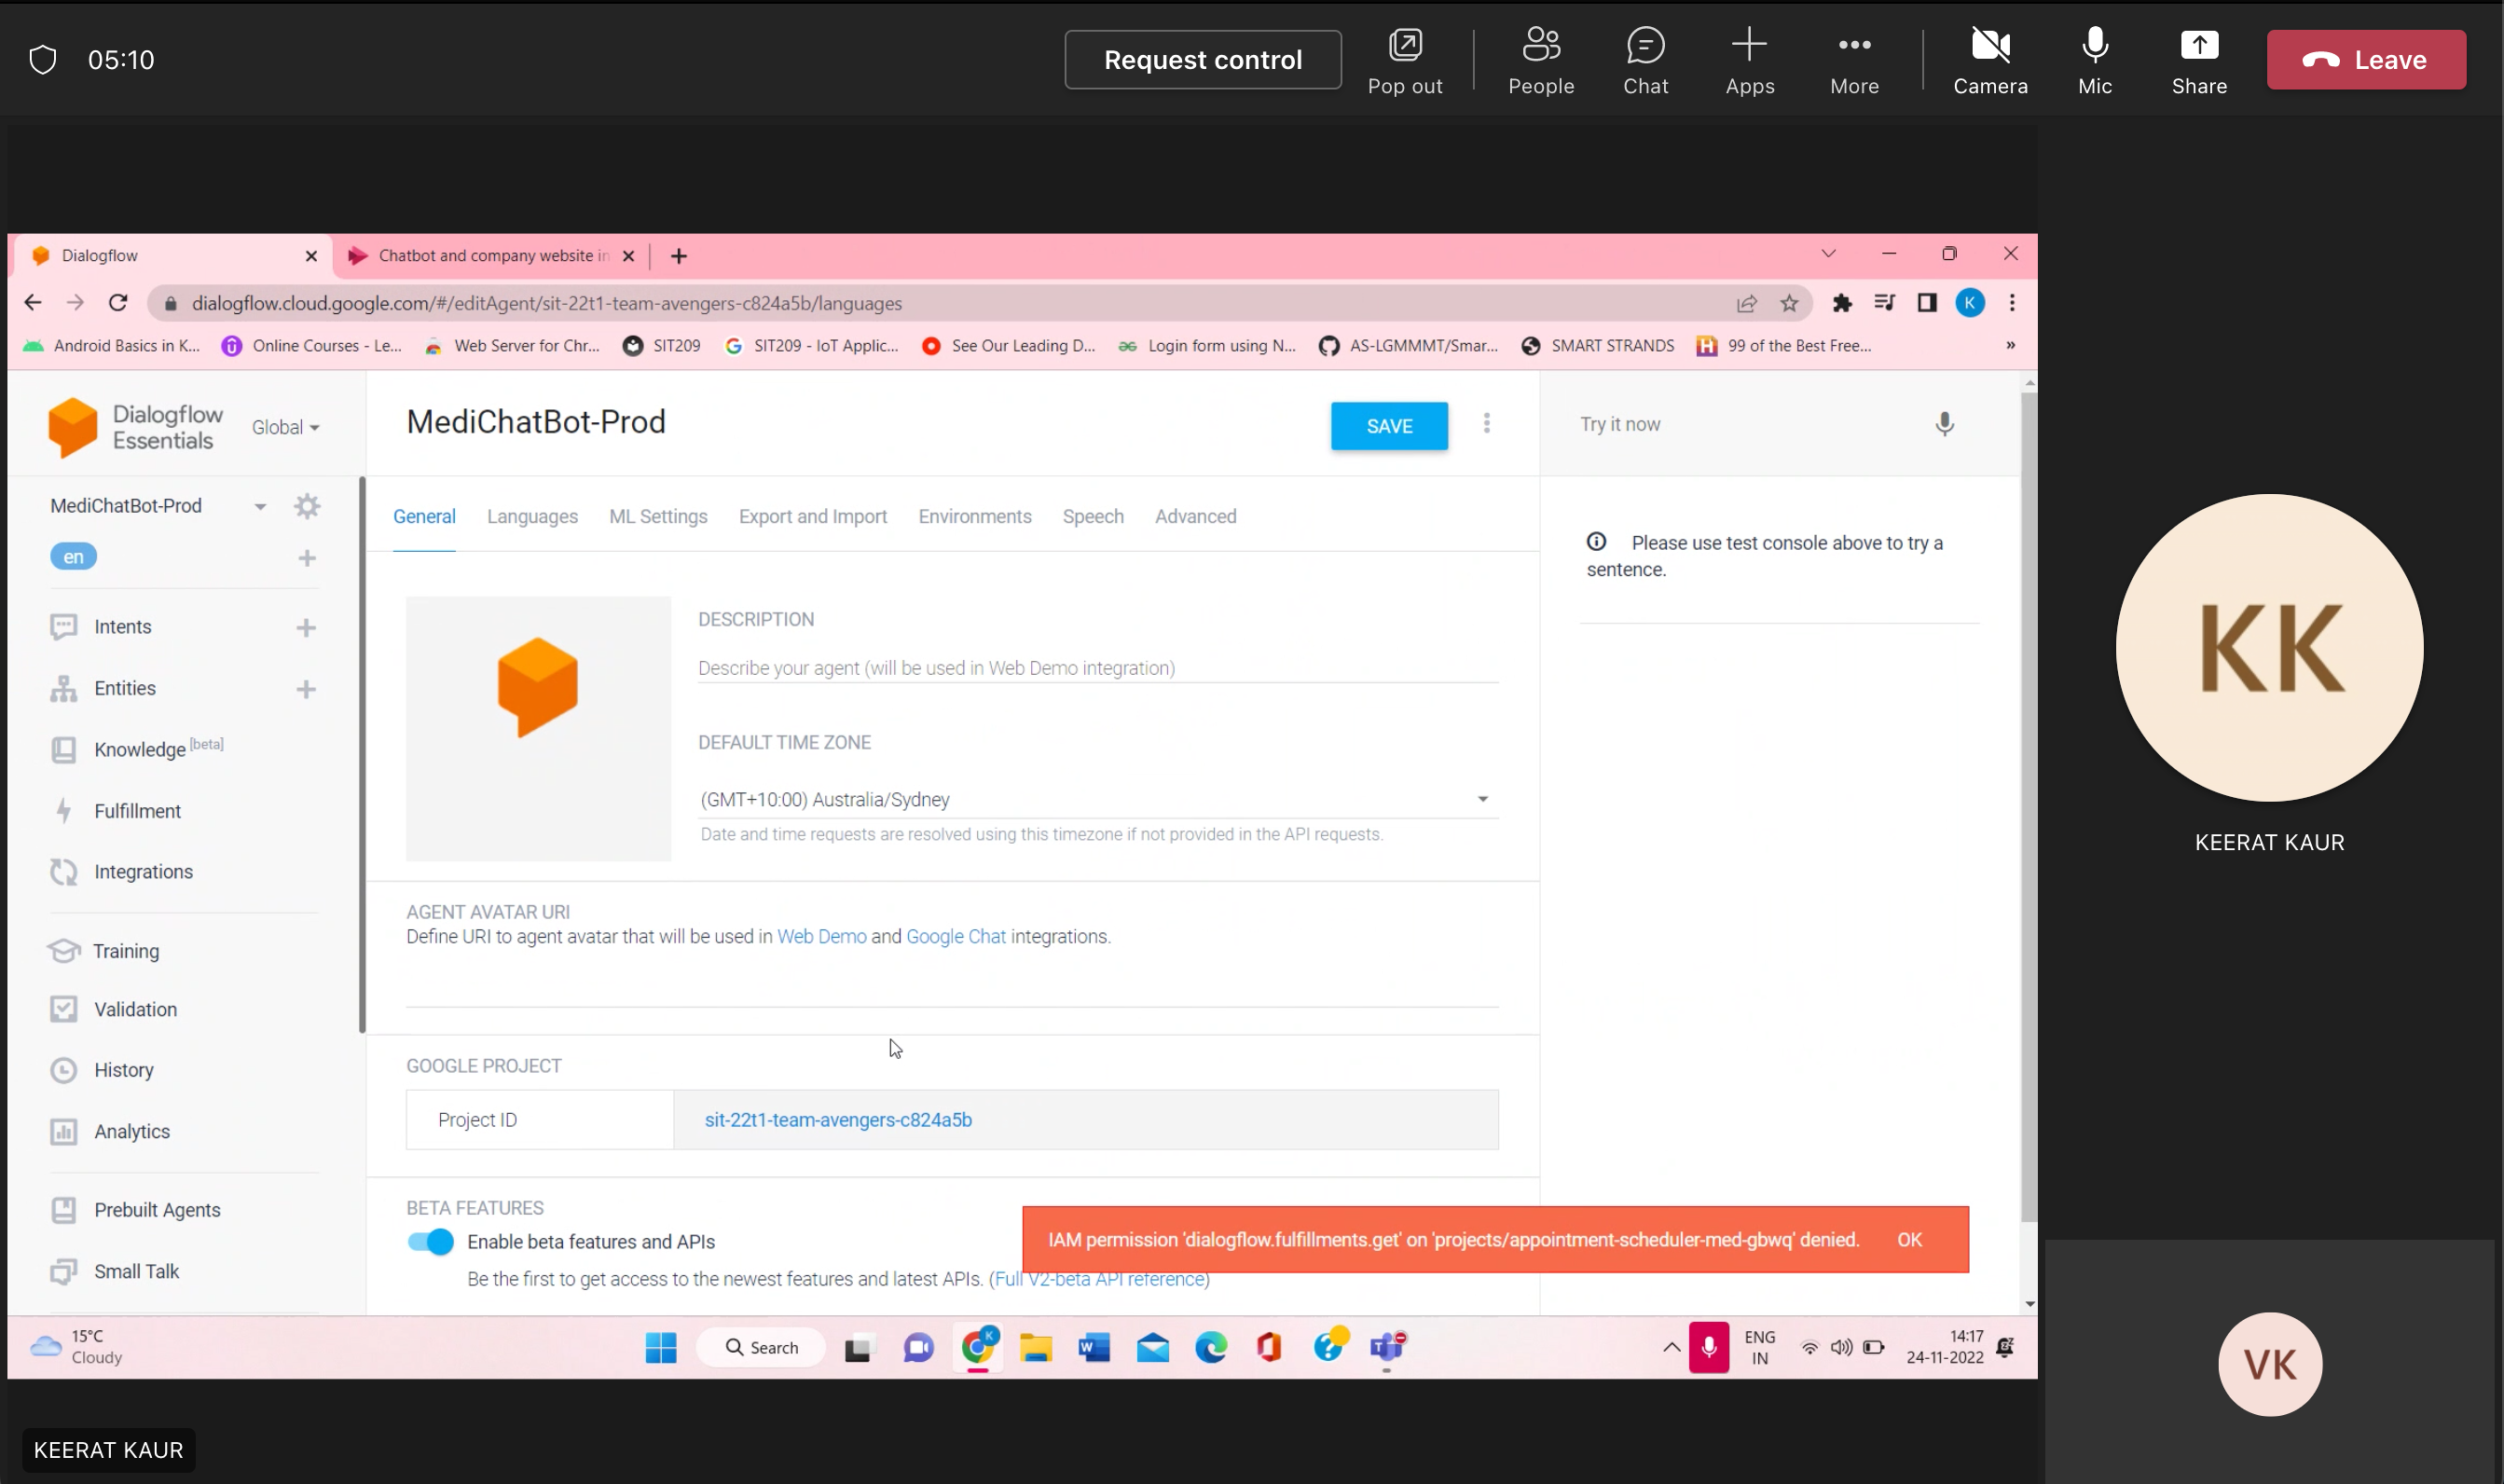 05:10
Request control
Pop out
People
Chat
Apps
More
Camera
Mic
Share
Leave
Dialogflow
Chatbot and company website in
dialogflow.cloud.google.com/#/editAgent/sit-22t1-team-avengers-c824a5b/languages
K
Android Basics in K...
Online Courses - Le...
Web Server for Chr...
SIT209
SIT209 - IoT Applic...
See Our Leading D...
Login form using N...
AS-LGMMMT/Smar...
SMART STRANDS
99 of the Best Free...
»
Dialogflow
Essentials
Global
MediChatBot-Prod
SAVE
Try it now
MediChatBot-Prod
en
Intents
Entities
Knowledge [beta]
Fulfillment
Integrations
Training
Validation
History
Analytics
Prebuilt Agents
Small Talk
General
Languages
ML Settings
Export and Import
Environments
Speech
Advanced
DESCRIPTION
Describe your agent (will be used in Web Demo integration)
DEFAULT TIME ZONE
(GMT+10:00) Australia/Sydney
Date and time requests are resolved using this timezone if not provided in the API requests.
AGENT AVATAR URI
Define URI to agent avatar that will be used in Web Demo and Google Chat integrations.
GOOGLE PROJECT
Project ID
sit-22t1-team-avengers-c824a5b
BETA FEATURES
Enable beta features and APIs
Be the first to get access to the newest features and latest APIs. (Full V2-beta API reference)
Please use test console above to try a
sentence.
IAM permission 'dialogflow.fulfillments.get' on 'projects/appointment-scheduler-med-gbwq' denied.
OK
15°C
Cloudy
Search
ENG
IN
14:17
24-11-2022
KK
KEERAT KAUR
VK
KEERAT KAUR